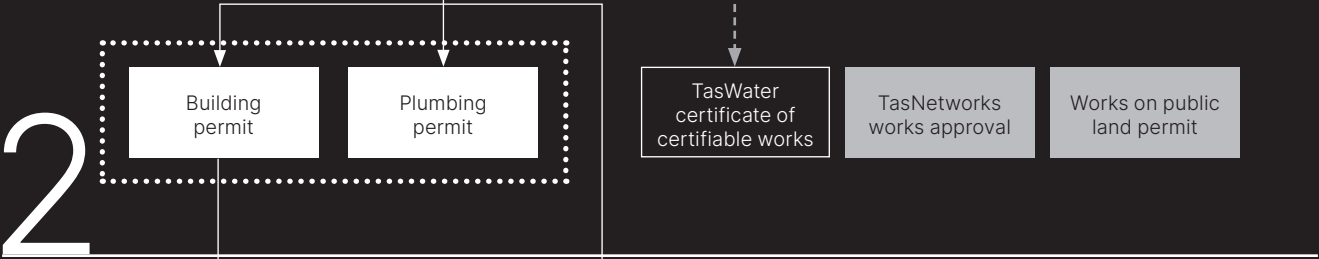 2
Building
permit
Plumbing
permit
TasWater
certificate of
certifiable works
TasNetworks
works approval
Works on public
land permit